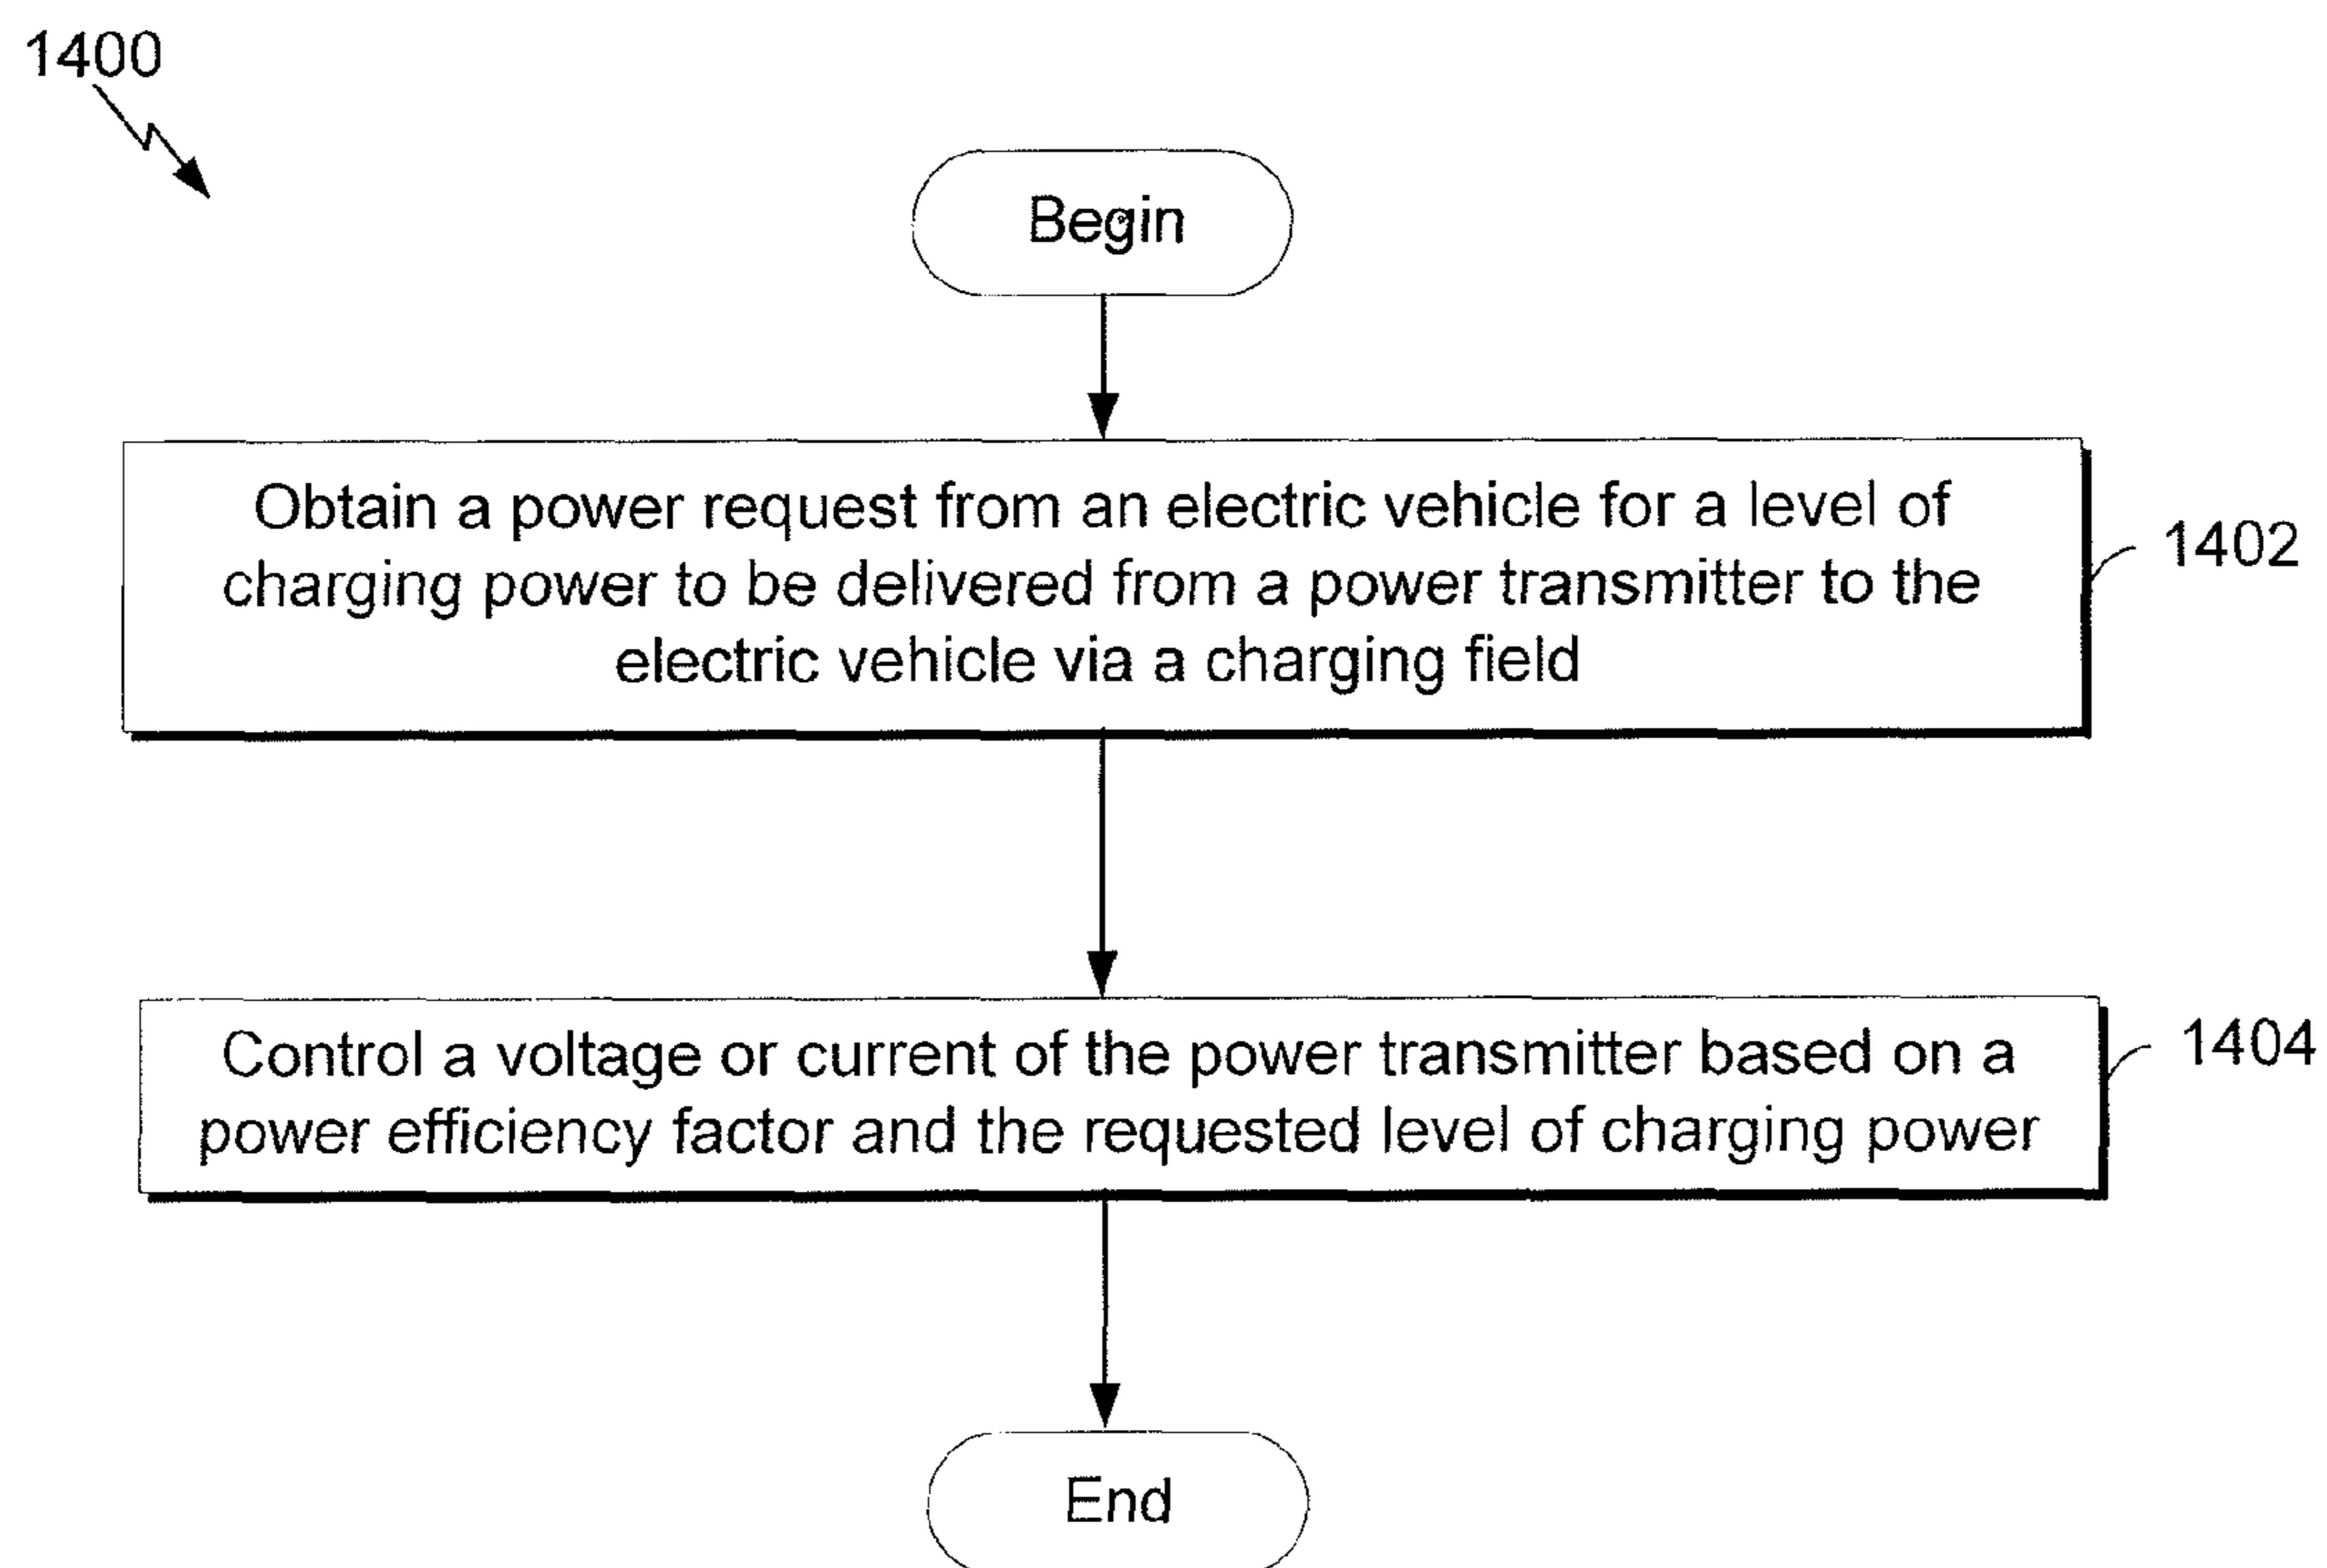 1400
Begin
Obtain a power request from an electric vehicle for a level of
charging power to be delivered from a power transmitter to the
electric vehicle via a charging field
1402
Control a voltage or current of the power transmitter based on a
power efficiency factor and the requested level of charging power
1404
End